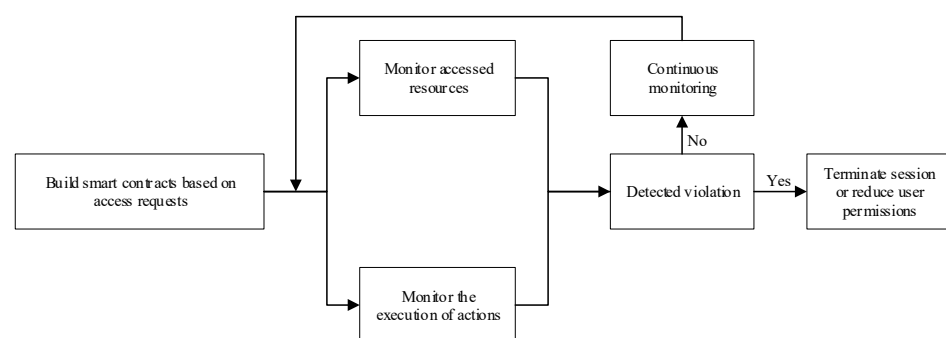 Monitor accessed
resources
Continuous
monitoring
No
Build smart contracts based on
access requests
Detected violation
Yes
Terminate session
or reduce user
permissions
Monitor the
execution of actions